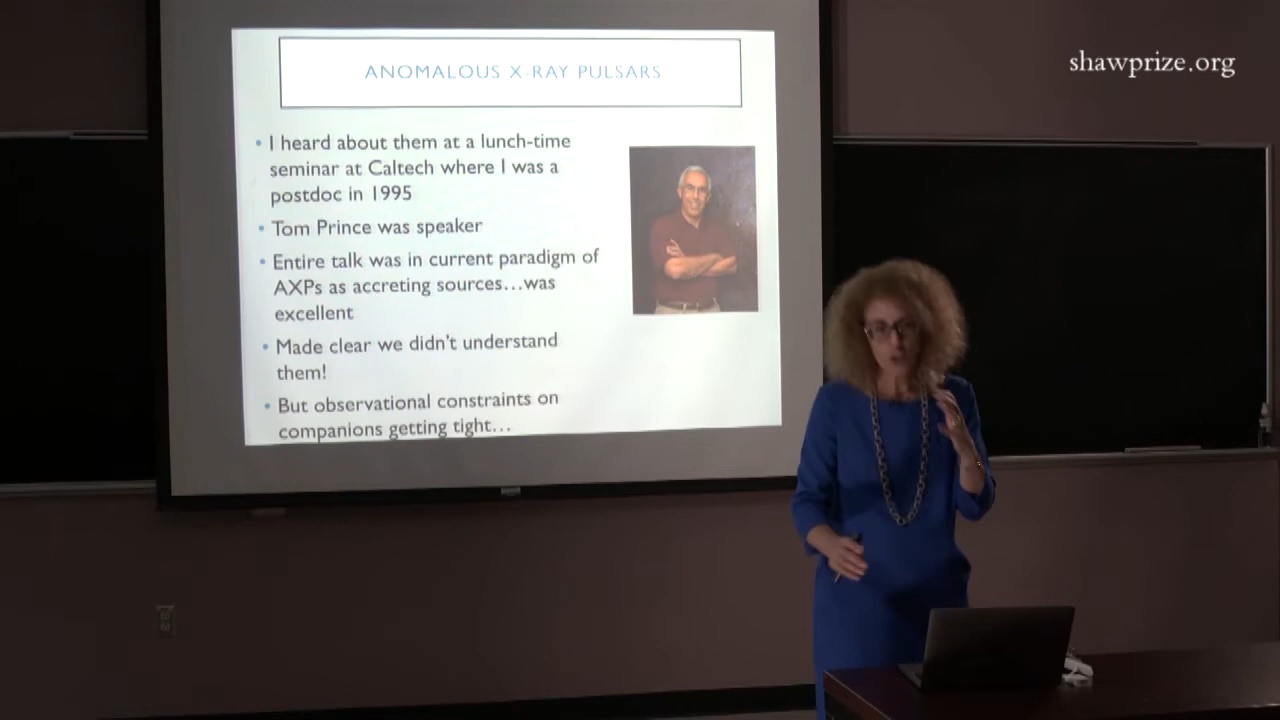 shawprize.org
ANOMALOUS X-RAY PULSARS
• I heard about them at a lunch-time
seminar at Caltech where I was a
postdoc in 1995
• Tom Prince was speaker
• Entire talk was in current paradigm of
AXPs as accreting sources…was
excellent
• Made clear we didn't understand
them!
• But observational constraints on
companions getting tight…